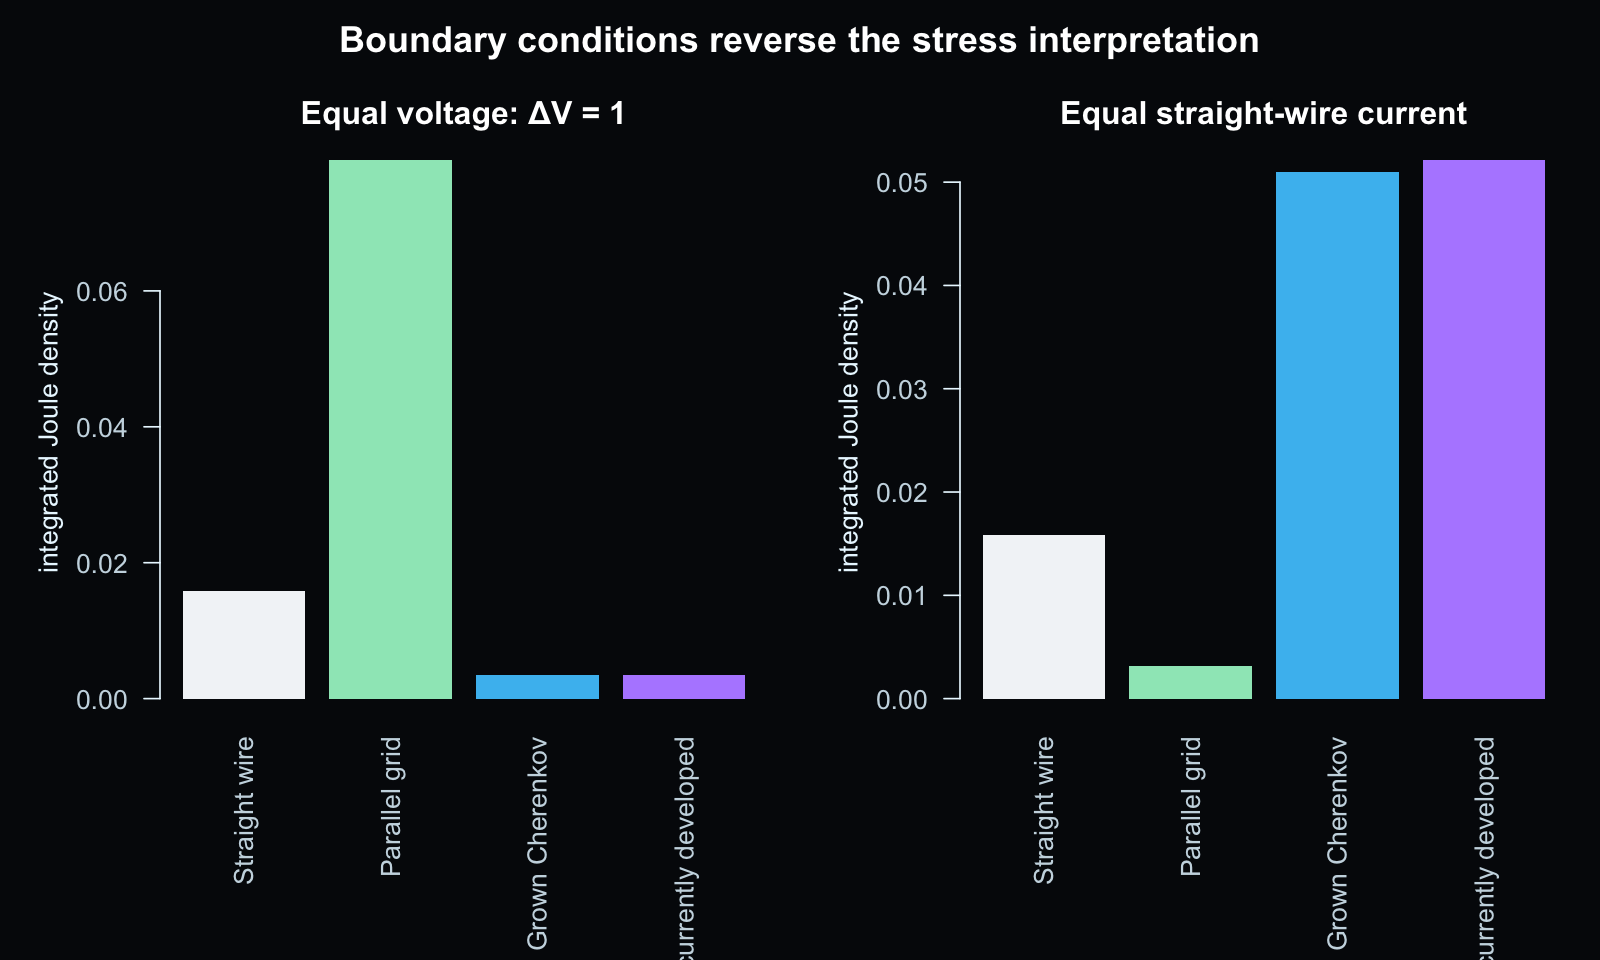 Boundary conditions reverse the stress interpretation
Equal voltage: ΔV = 1
integrated Joule density
0.06
0.04
0.02
0.00
Straight wire
Parallel grid
Grown Cherenkov
developed
Equal straight-wire current
integrated Joule density
0.05
0.04
0.03
0.02
0.01
0.00
Straight wire
Parallel grid
Grown Cherenkov
developed